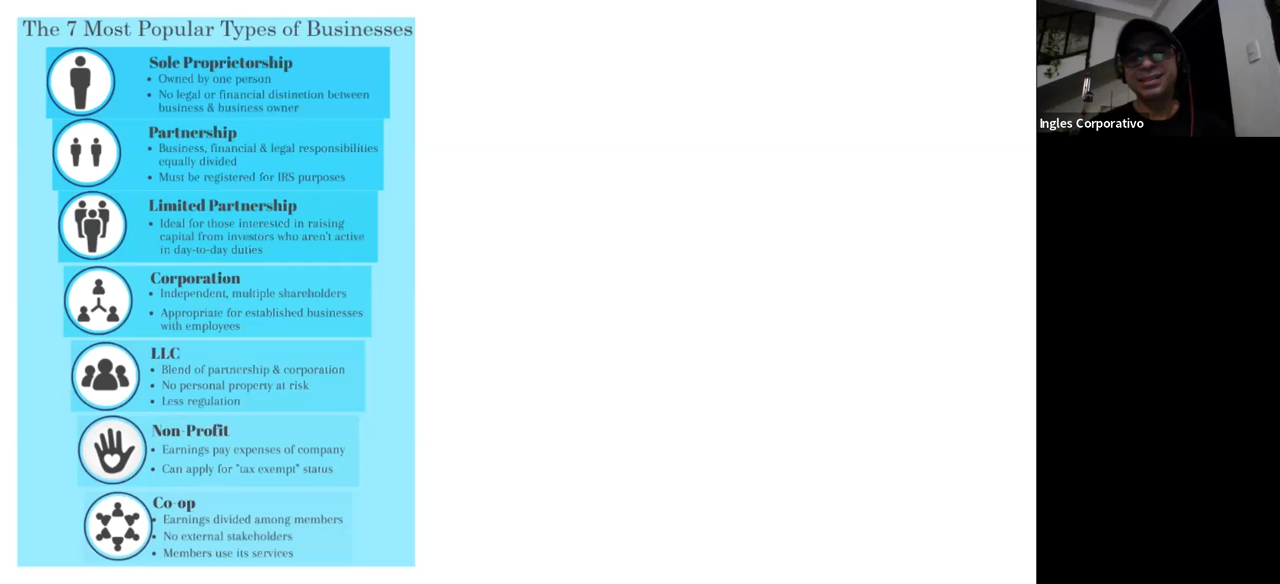 The 7 Most Popular Types of Businesses
Sole Proprietorship
• Owned by one person
• No legal or financial distinction between
business & business owner
Partnership
• Business, financial & legal responsibilities
equally divided
• Must be registered for IRS purposes
Limited Partnership
• Ideal for those interested in raising
capital from investors who aren't active
in day-to-day duties
Corporation
• Independent, multiple shareholders
• Appropriate for established businesses
with employees
LLC
• Blend of partnership & corporation
• No personal property at risk
• Less regulation
Non-Profit
• Earnings pay expenses of company
• Can apply for "tax exempt" status
Co-op
• Earnings divided among members
• No external stakeholders
• Members use its services
Ingles Corporativo